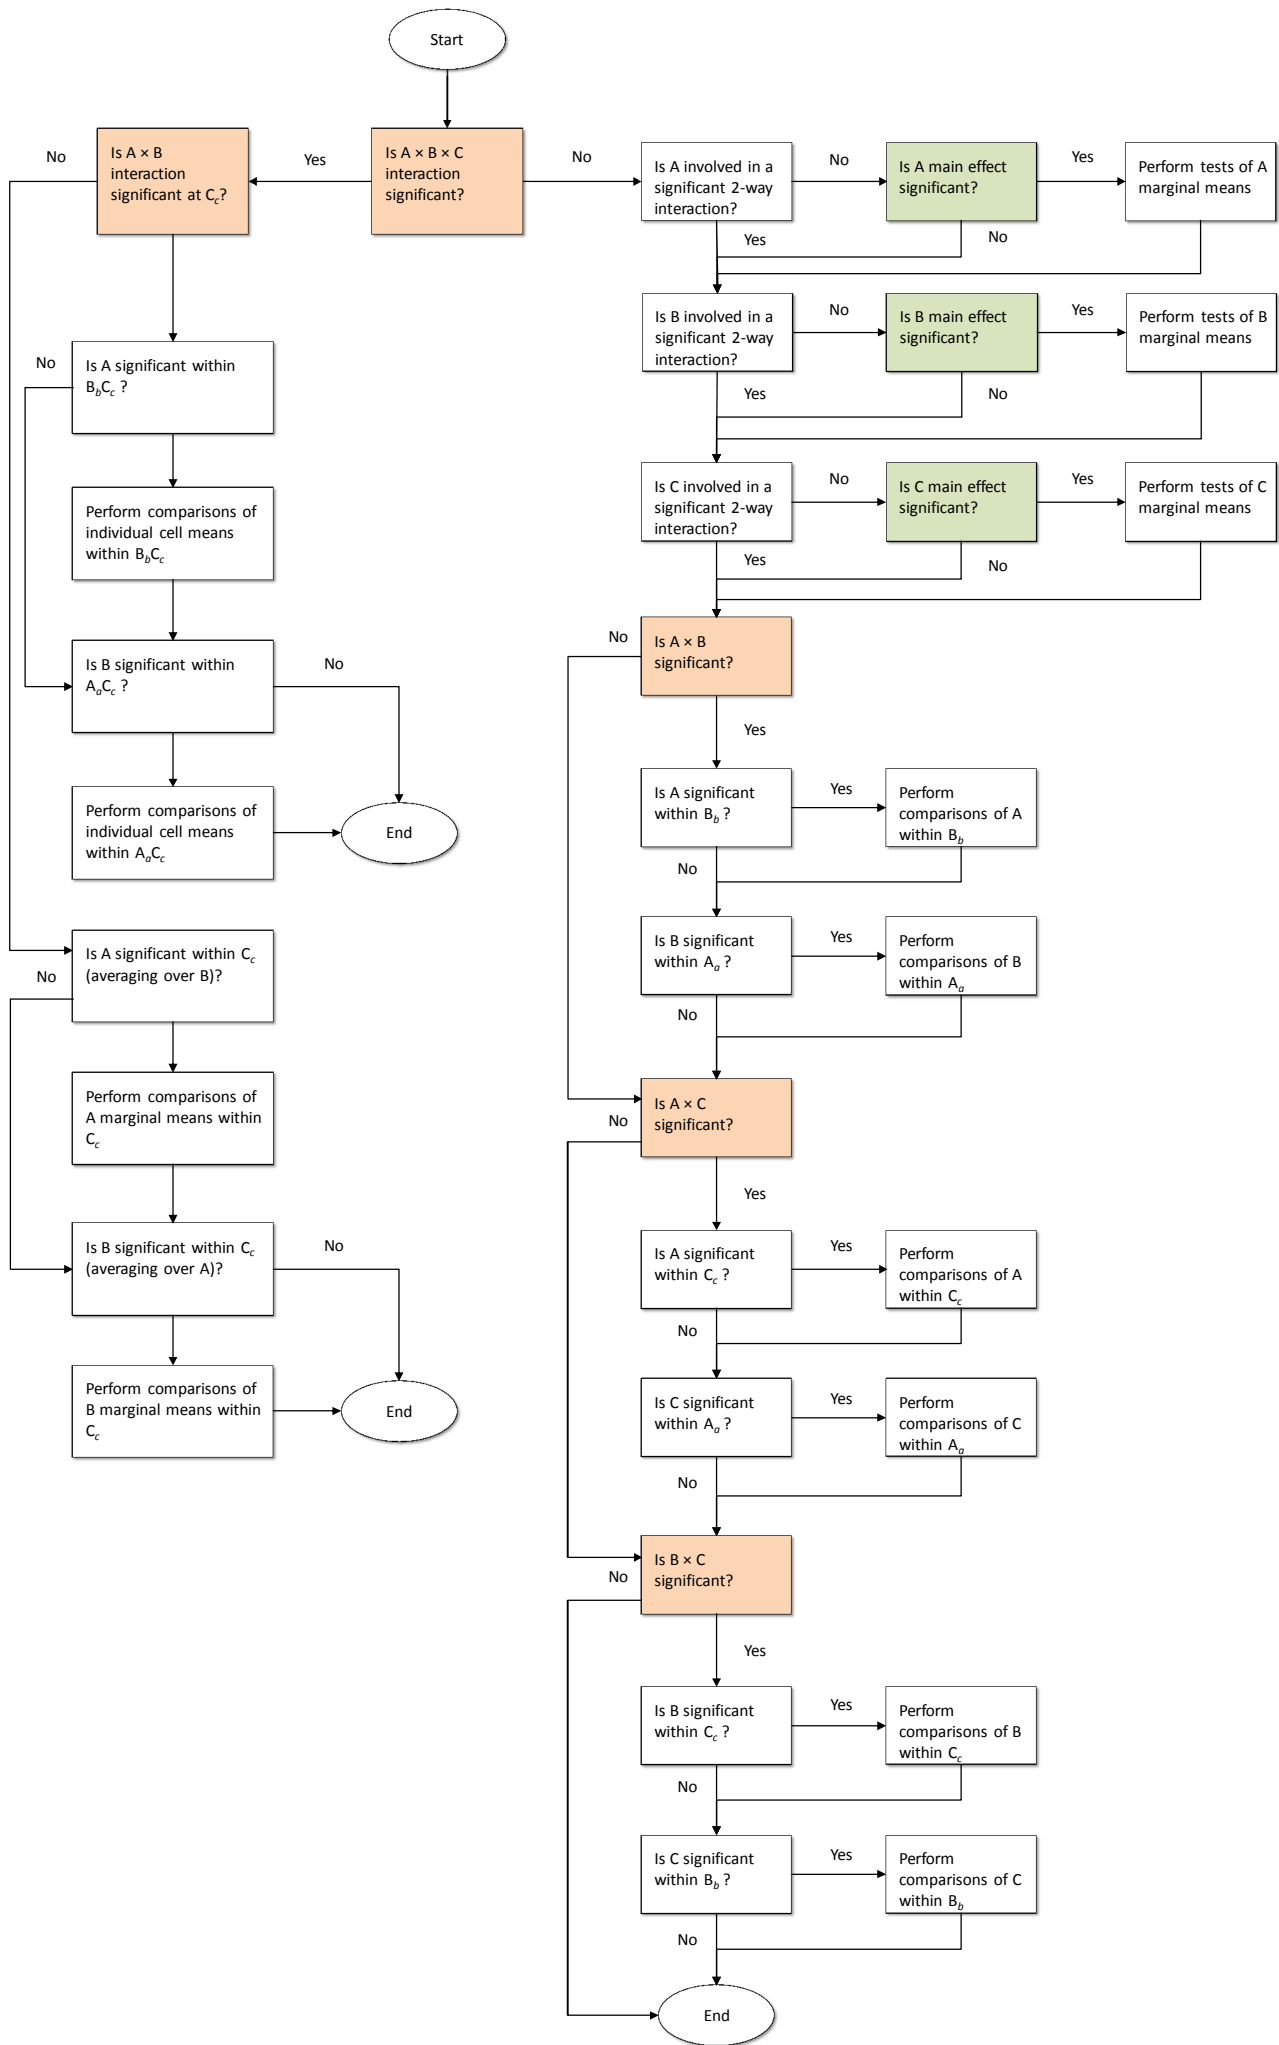 Start
No
Is A × B
interaction
significant at Cc?
Yes
Is A × B × C
interaction
significant?
No
Is A involved in a
significant 2-way
interaction?
No
Is A main effect
significant?
Yes
Perform tests of A
marginal means
Yes
No
Is B involved in a
significant 2-way
interaction?
No
Is B main effect
significant?
Yes
Perform tests of B
marginal means
Yes
No
Is C involved in a
significant 2-way
interaction?
No
Is C main effect
significant?
Yes
Perform tests of C
marginal means
Yes
No
No
Is A significant within
BbCc ?
Perform comparisons of
individual cell means
within BbCc
Is B significant within
AaCc ?
No
Perform comparisons of
individual cell means
within AaCc
End
Is A significant within Cc
(averaging over B)?
No
Perform comparisons of
A marginal means within
Cc
Is B significant within Cc
(averaging over A)?
No
Perform comparisons of
B marginal means within
Cc
End
No
Is A × B
significant?
Yes
Is A significant
within Bb ?
Yes
Perform
comparisons of A
within Bb
No
Is B significant
within Aa ?
Yes
Perform
comparisons of B
within Aa
No
Is A × C
significant?
No
Yes
Is A significant
within Cc ?
Yes
Perform
comparisons of A
within Cc
No
Is C significant
within Aa ?
Yes
Perform
comparisons of C
within Aa
No
Is B × C
significant?
No
Yes
Is B significant
within Cc ?
Yes
Perform
comparisons of B
within Cc
No
Is C significant
within Bb ?
Yes
Perform
comparisons of C
within Bb
No
End